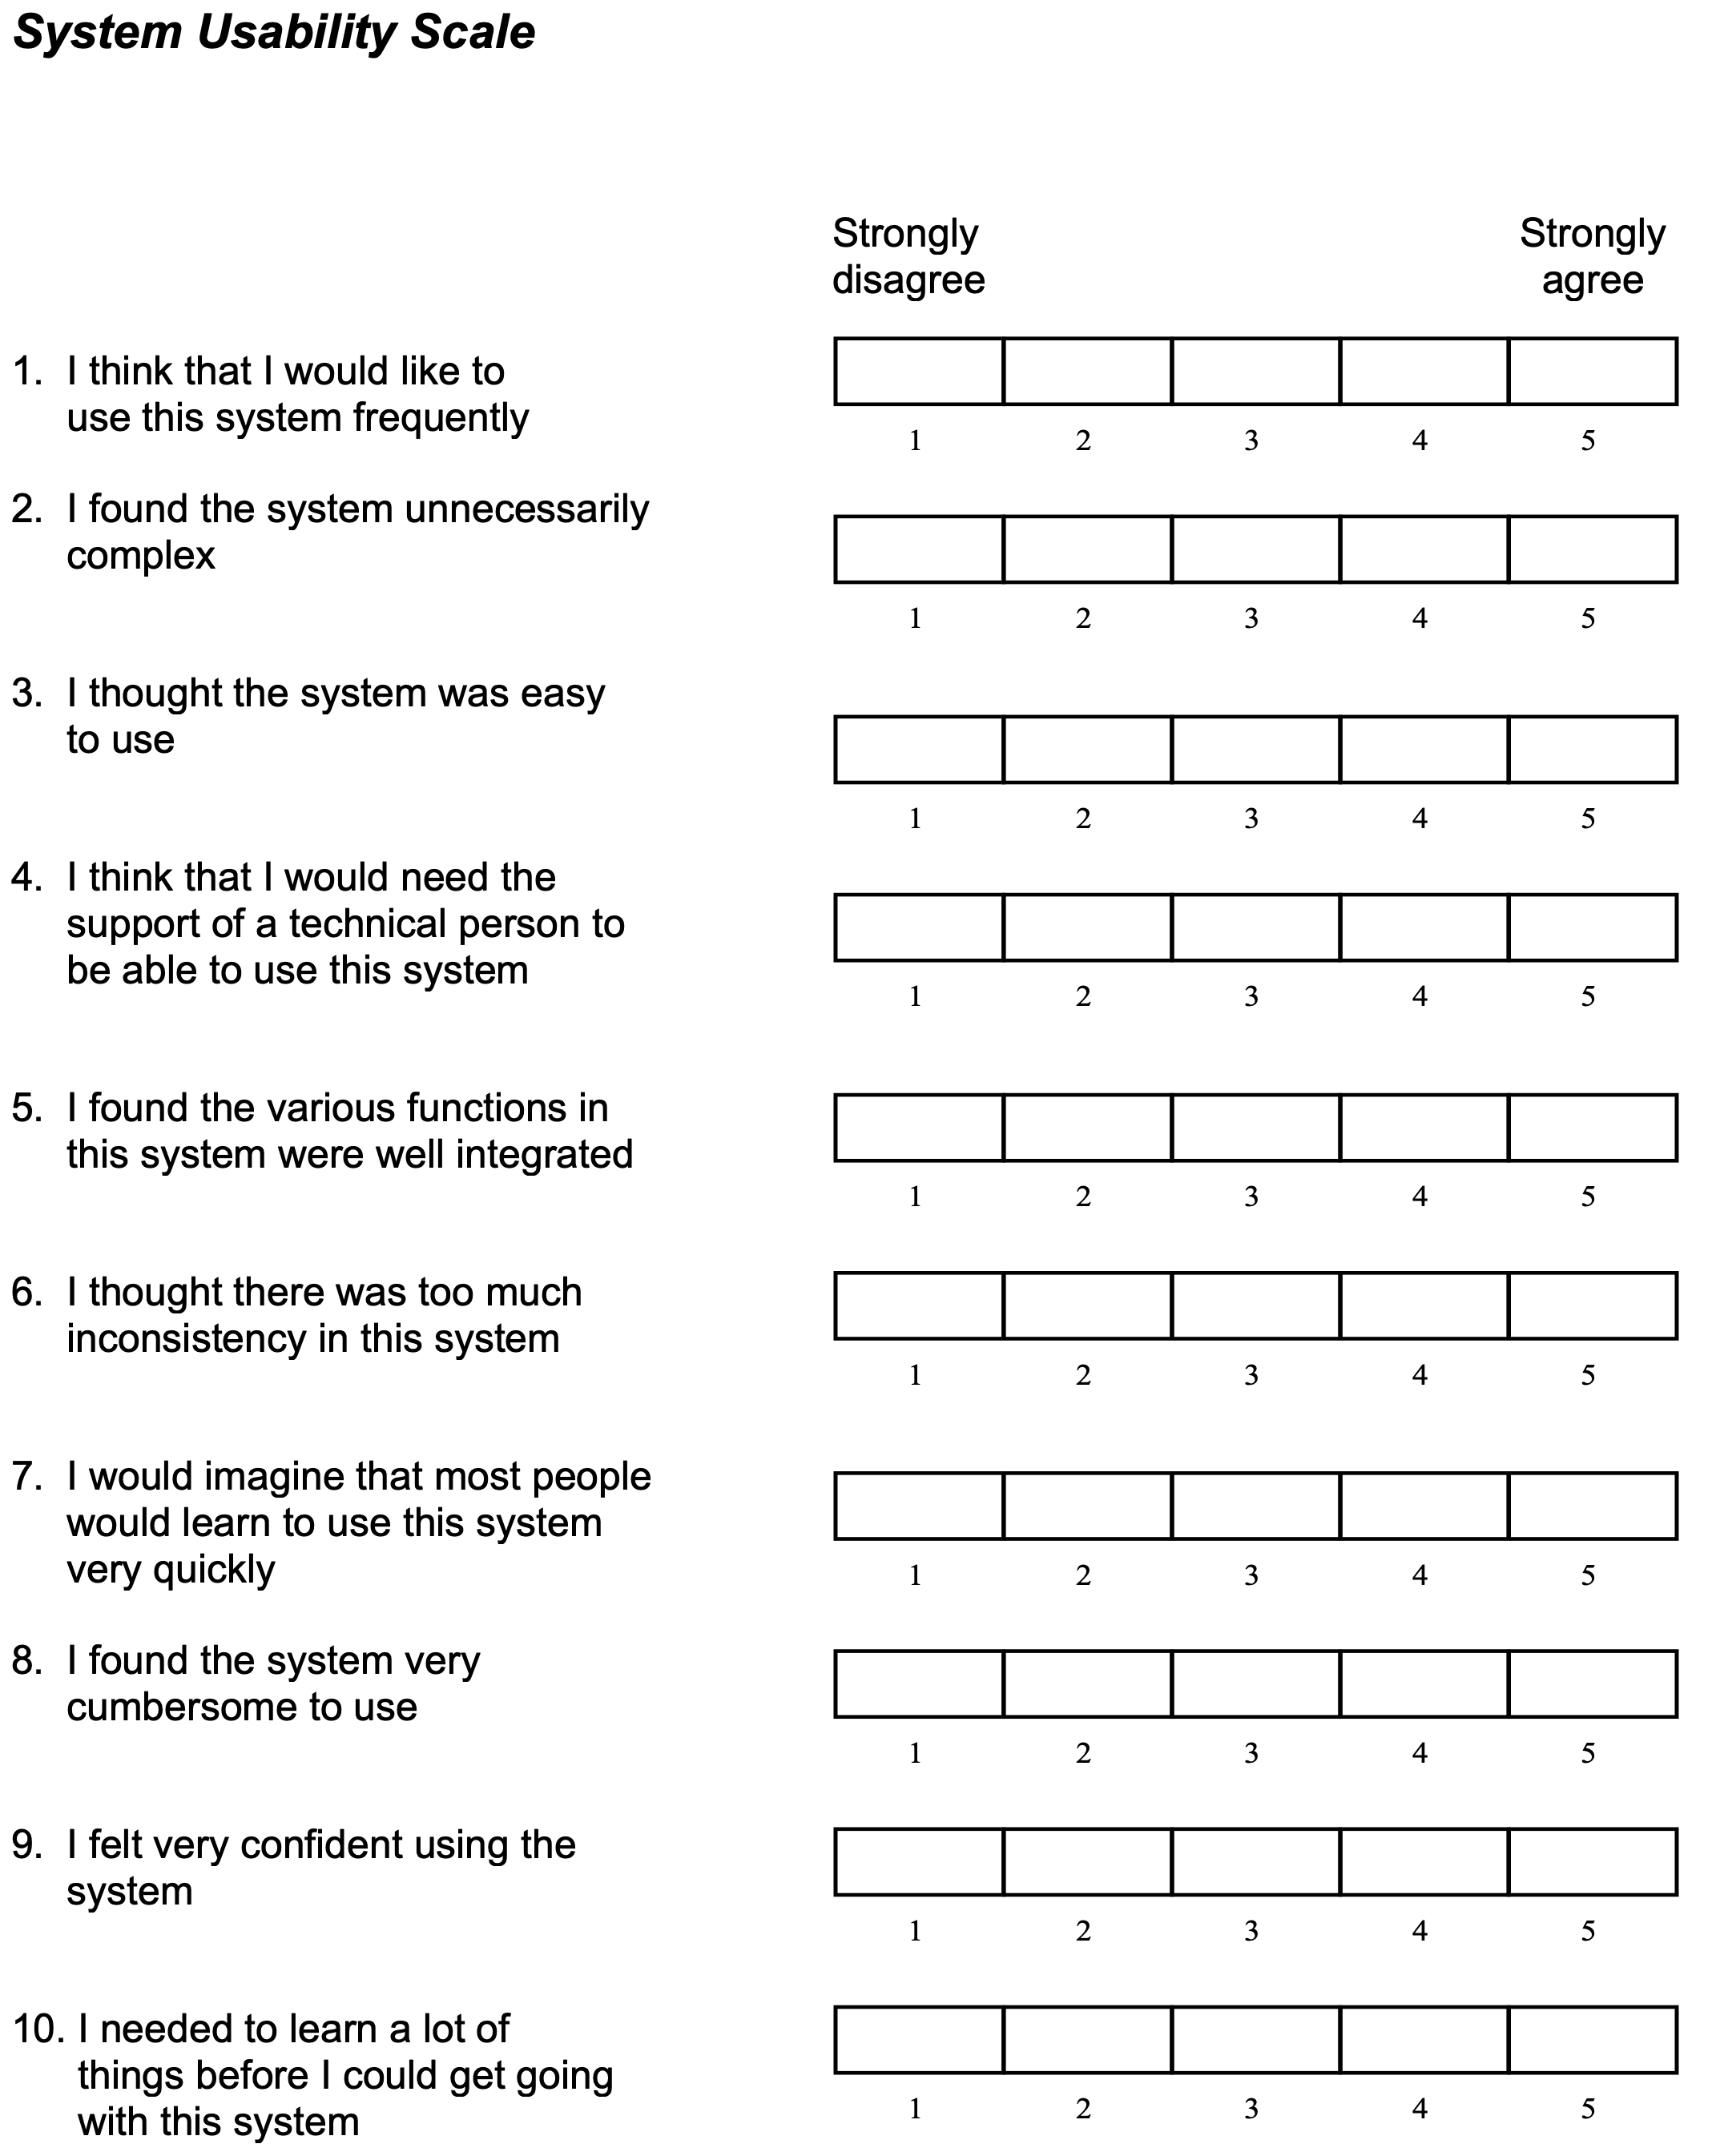 System Usability Scale
Strongly
disagree
Strongly
agree
1. I think that I would like to
use this system frequently
1 2 3 4 5
2. I found the system unnecessarily
complex
1 2 3 4 5
3. I thought the system was easy
to use
1 2 3 4 5
4. I think that I would need the
support of a technical person to
be able to use this system
1 2 3 4 5
5. I found the various functions in
this system were well integrated
1 2 3 4 5
6. I thought there was too much
inconsistency in this system
1 2 3 4 5
7. I would imagine that most people
would learn to use this system
very quickly
1 2 3 4 5
8. I found the system very
cumbersome to use
1 2 3 4 5
9. I felt very confident using the
system
1 2 3 4 5
10. I needed to learn a lot of
things before I could get going
with this system
1 2 3 4 5